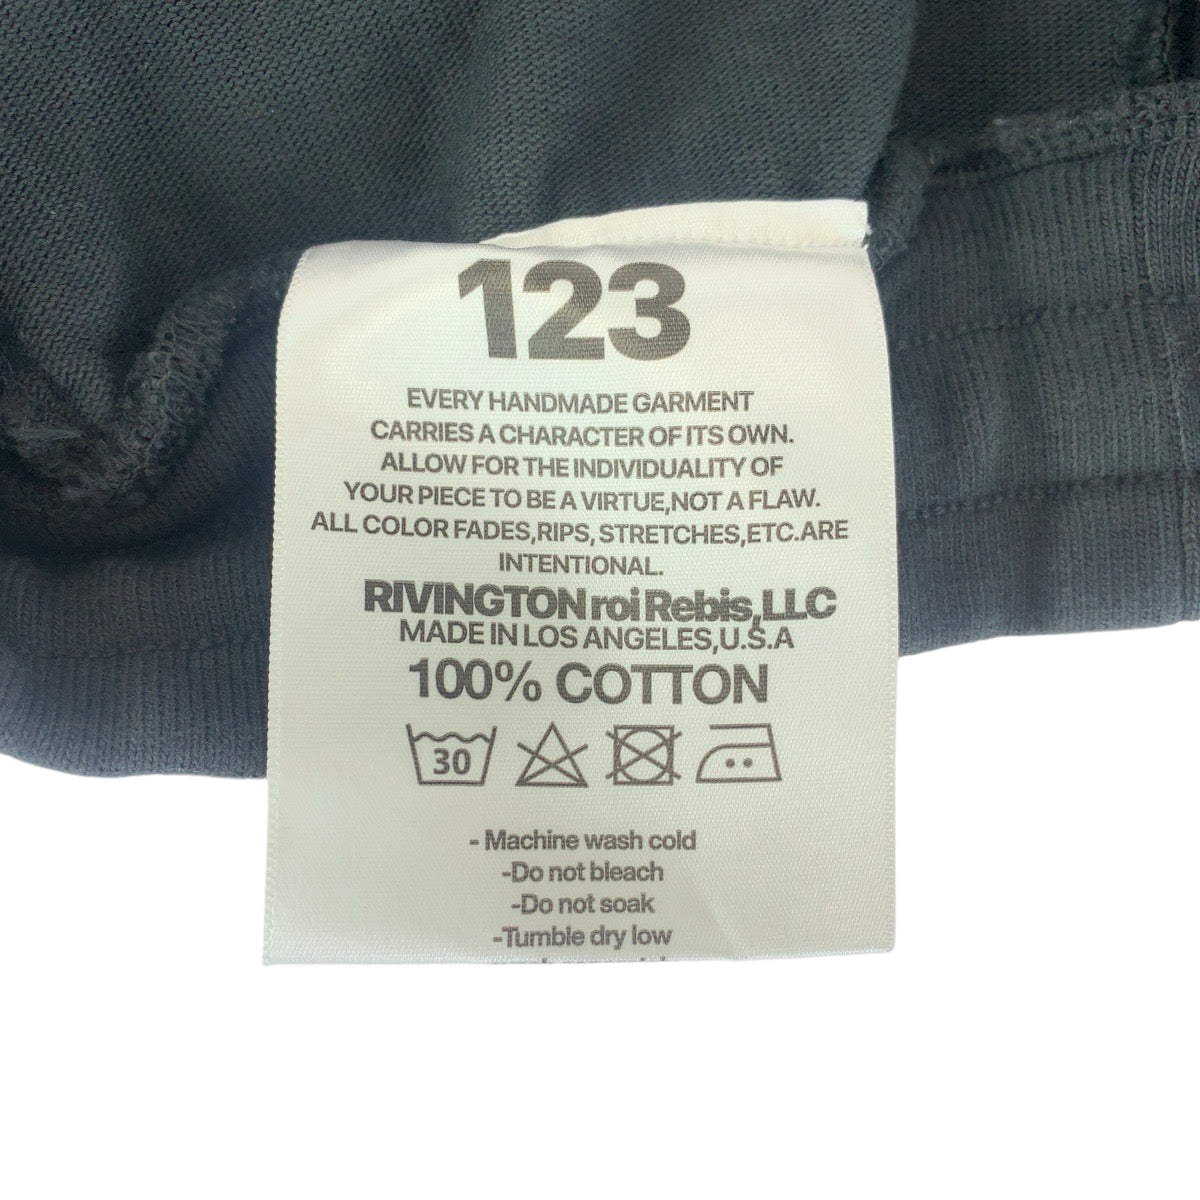 123
EVERY HANDMADE GARMENT
CARRIES A CHARACTER OF ITS OWN.
ALLOW FOR THE INDIVIDUALITY OF
YOUR PIECE TO BE A VIRTUE,NOT A FLAW.
ALL COLOR FADES,RIPS, STRETCHES,ETC.ARE
INTENTIONAL.
RIVINGTON roi Rebis,LLC
MADE IN LOS ANGELES,U.S.A
100% COTTON
30
- Machine wash cold
-Do not bleach
-Do not soak
-Tumble dry low